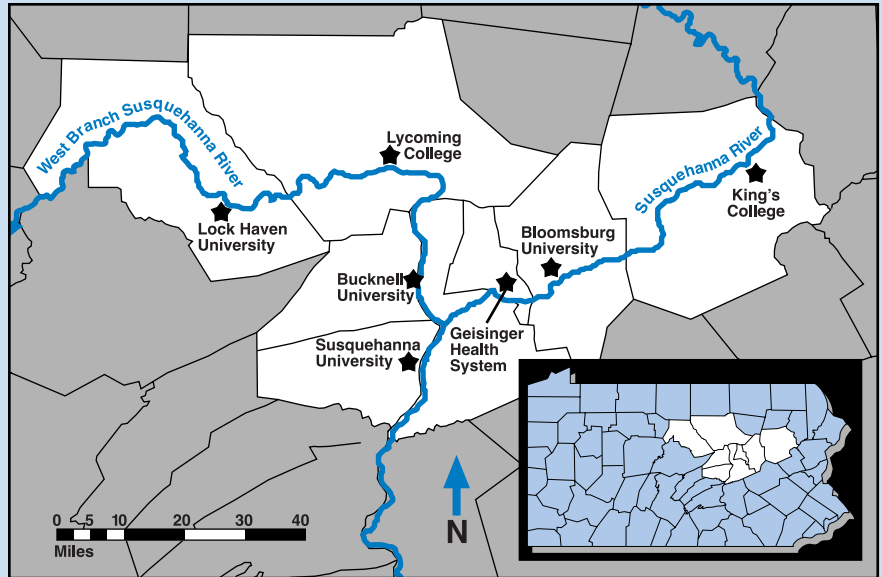 West Branch Susquehanna River
Lycoming
College
Susquehanna River
King's
College
Lock Haven
University
Bloomsburg
University
Bucknell
University
Geisinger
Health
System
Susquehanna
University
0 5 10 20 30 40
Miles
N